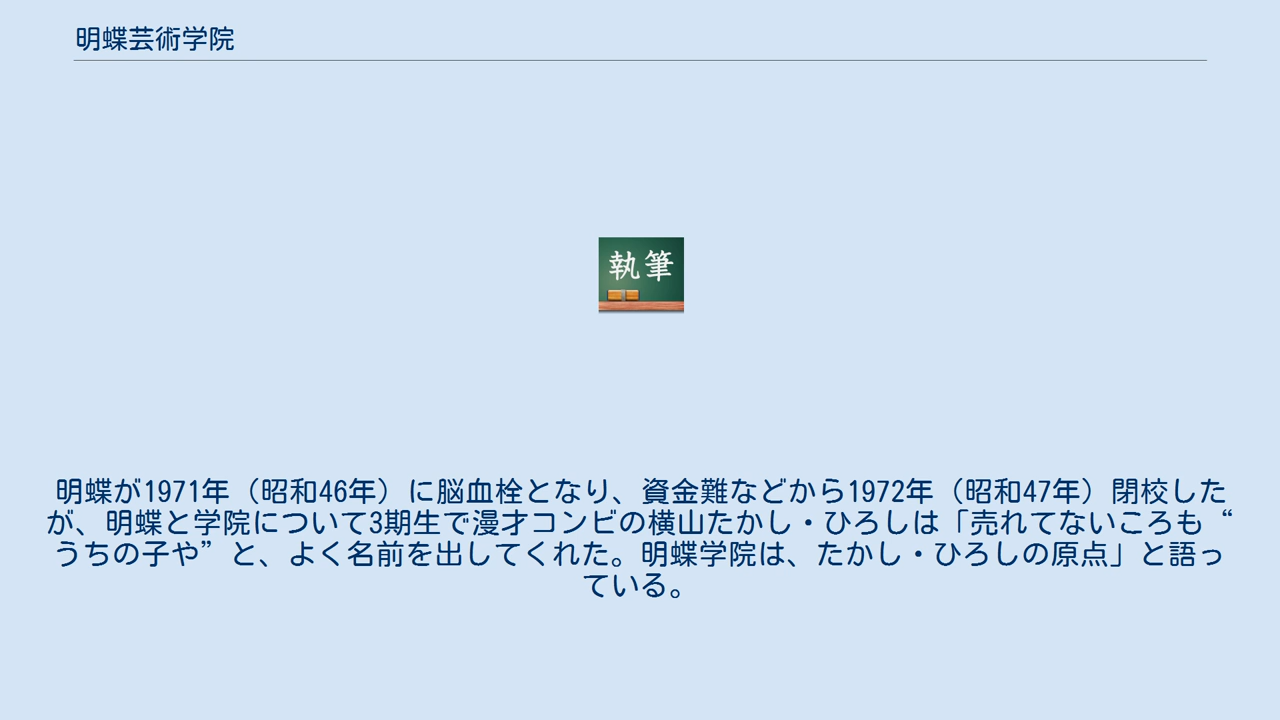 明蝶芸術学院
執筆
明蝶が1971年（昭和46年）に脳血栓となり、資金難などから1972年（昭和47年）閉校した
が、明蝶と学院について3期生で漫才コンビの横山たかし・ひろしは「売れてないころも“
うちの子や”と、よく名前を出してくれた。明蝶学院は、たかし・ひろしの原点」と語っ
ている。